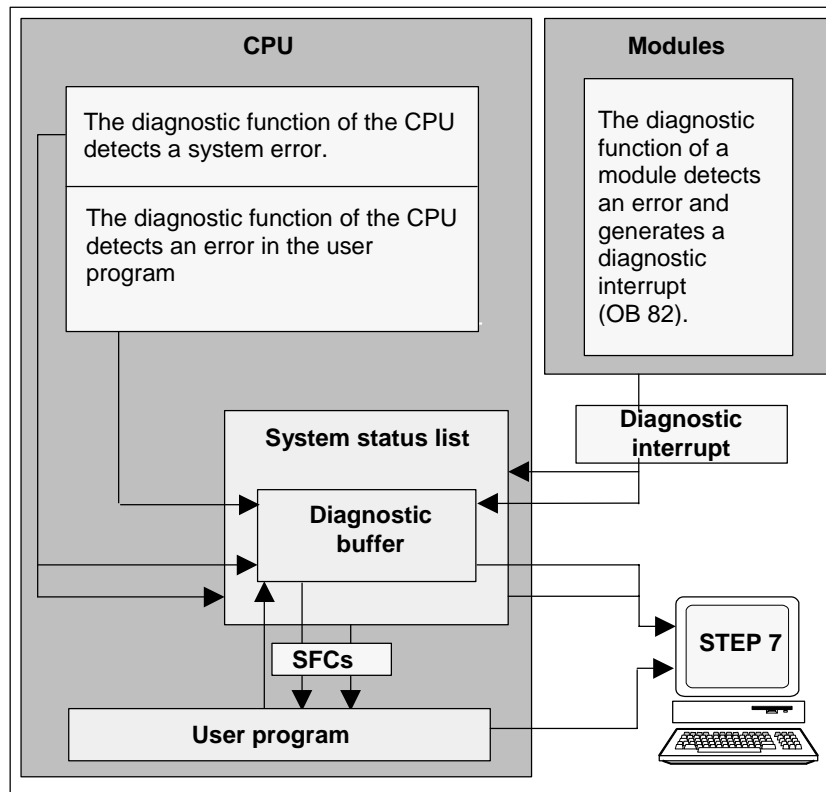 CPU
The diagnostic function of the CPU
detects a system error.
The diagnostic function of the CPU
detects an error in the user
program
Modules
The diagnostic
function of a
module detects
an error and
generates a
diagnostic
interrupt
(OB 82).
Diagnostic
interrupt
System status list
Diagnostic
buffer
SFCs
User program
STEP 7